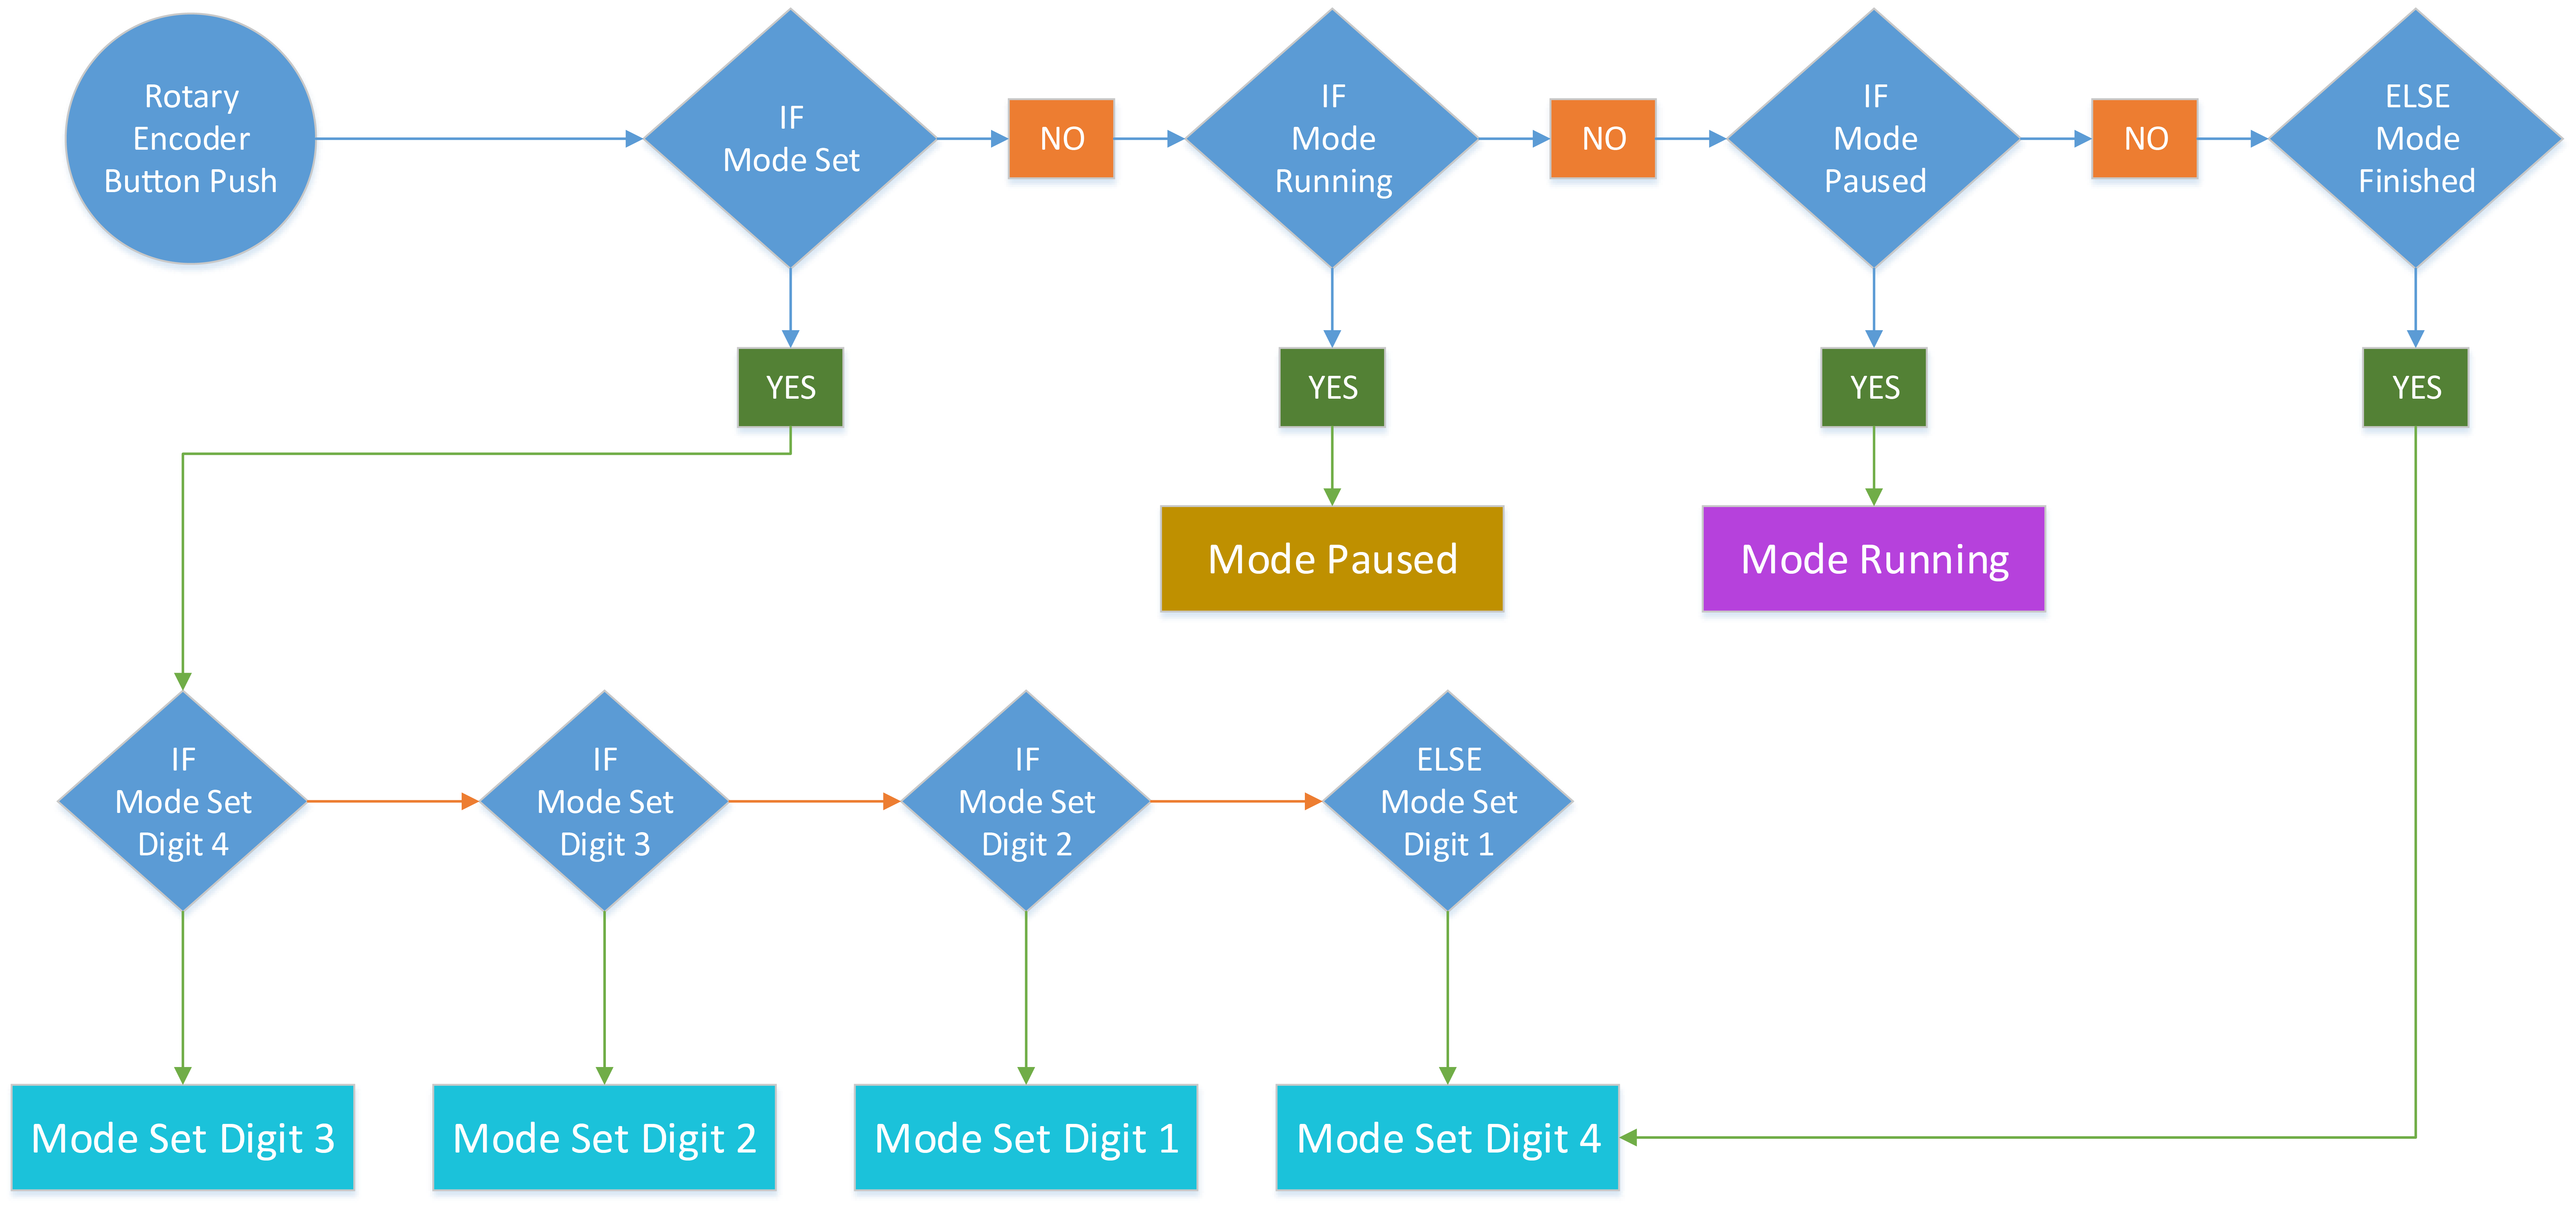 Rotary
Encoder
Button Push
IF
Mode Set
NO
IF
Mode
Running
NO
IF
Mode
Paused
NO
ELSE
Mode
Finished
YES
YES
YES
YES
Mode Paused
Mode Running
IF
Mode Set
Digit 4
IF
Mode Set
Digit 3
IF
Mode Set
Digit 2
ELSE
Mode Set
Digit 1
Mode Set Digit 3
Mode Set Digit 2
Mode Set Digit 1
Mode Set Digit 4